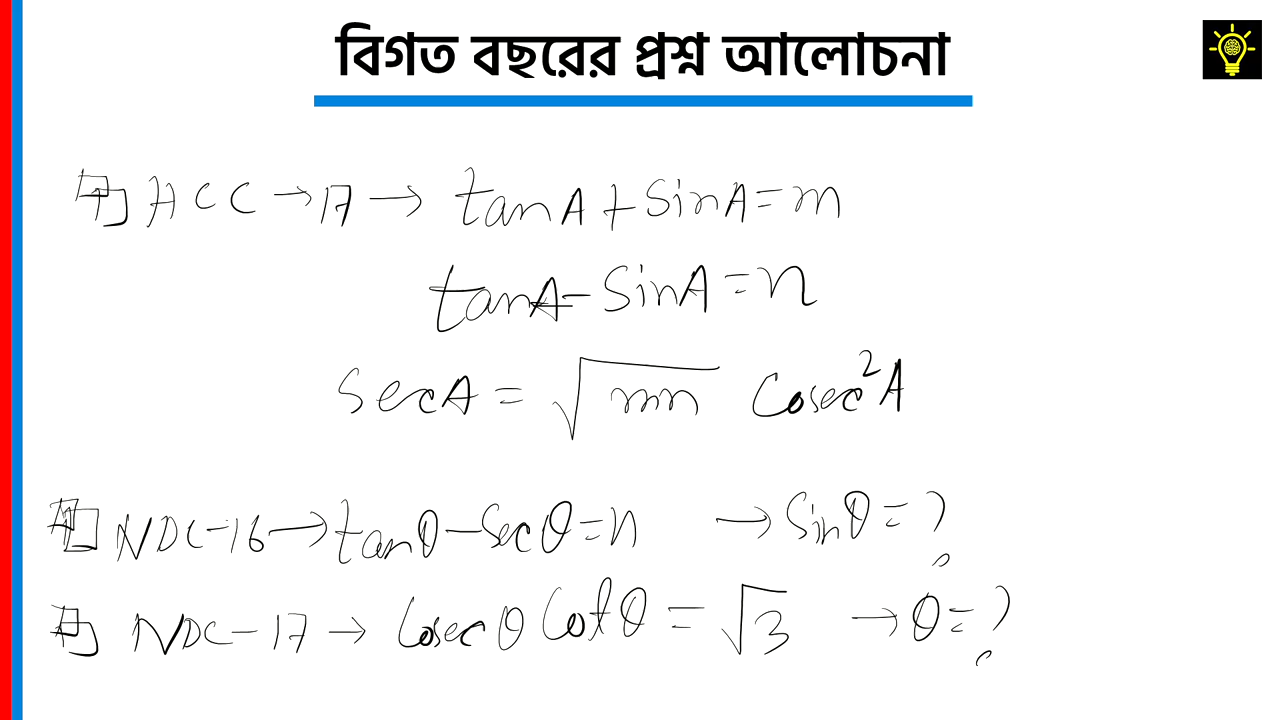 বিগত বছরের প্রশ্ন আলোচনা
HCC → 17 → tanA + sinA = m
tanA - sinA = n
secA = √mn cosec²A
NDC-16 → tanθ - secθ = n → sinθ = ?
NDC-17 → cosecθ cotθ = √3 → θ = ?